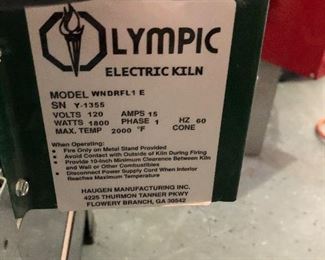 OLYMPIC
ELECTRIC KILN
MODEL WNDRFL1 E
SN Y-1355
VOLTS 120 AMPS 15
WATTS 1800 PHASE 1 HZ 60
MAX. TEMP 2000 °F CONE
When Operating:
• Fire Only on Metal Stand Provided
• Avoid Contact with Outside of Kiln During Firing
• Provide 10-Inch Minimum Clearance Between Kiln
and Wall or Other Combustibles
• Disconnect Power Supply Cord When Interior
Reaches Maximum Temperature
HAUGEN MANUFACTURING INC.
4225 THURMON TANNER PKWY
FLOWERY BRANCH, GA 30542